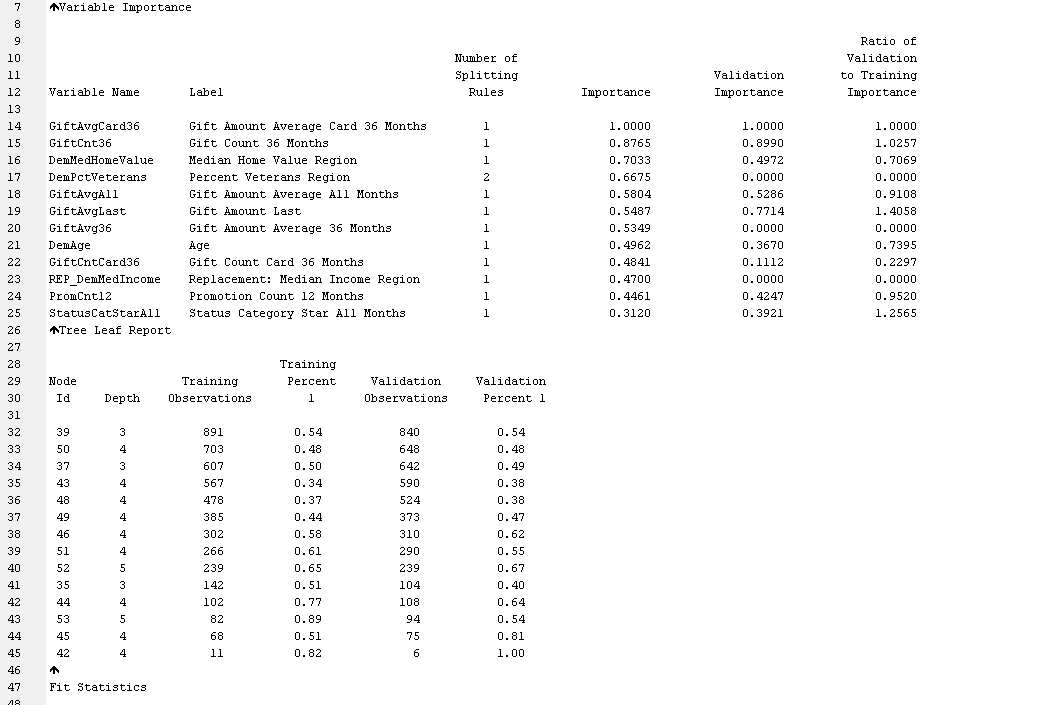 7 ↑Variable Importance
8
9 Ratio of
10 Number of Validation
11 Splitting Validation to Training
12 Variable Name Label Rules Importance Importance Importance
13
14 GiftAvgCard36 Gift Amount Average Card 36 Months 1 1.0000 1.0000 1.0000
15 GiftCnt36 Gift Count 36 Months 1 0.8765 0.8990 1.0257
16 DemMedHomeValue Median Home Value Region 1 0.7033 0.4972 0.7069
17 DemPctVeterans Percent Veterans Region 2 0.6675 0.0000 0.0000
18 GiftAvgAll Gift Amount Average All Months 1 0.5804 0.5286 0.9108
19 GiftAvgLast Gift Amount Last 1 0.5487 0.7714 1.4058
20 GiftAvg36 Gift Amount Average 36 Months 1 0.5349 0.0000 0.0000
21 DemAge Age 1 0.4962 0.3670 0.7395
22 GiftCntCard36 Gift Count Card 36 Months 1 0.4841 0.1112 0.2297
23 REP_DemMedIncome Replacement: Median Income Region 1 0.4700 0.0000 0.0000
24 PromCnt12 Promotion Count 12 Months 1 0.4461 0.4247 0.9520
25 StatusCatStarAll Status Category Star All Months 1 0.3120 0.3921 1.2565
26 ↑Tree Leaf Report
27
28 Training
29 Node Training Percent Validation Validation
30 Id Depth Observations 1 Observations Percent 1
31
32 39 3 891 0.54 840 0.54
33 50 4 703 0.48 648 0.48
34 37 3 607 0.50 642 0.49
35 43 4 567 0.34 590 0.38
36 48 4 478 0.37 524 0.38
37 49 4 385 0.44 373 0.47
38 46 4 302 0.58 310 0.62
39 51 4 266 0.61 290 0.55
40 52 5 239 0.65 239 0.67
41 35 3 142 0.51 104 0.40
42 44 4 102 0.77 108 0.64
43 53 5 82 0.89 94 0.54
44 45 4 68 0.51 75 0.81
45 42 4 11 0.82 6 1.00
46 ↑
47 Fit Statistics
48